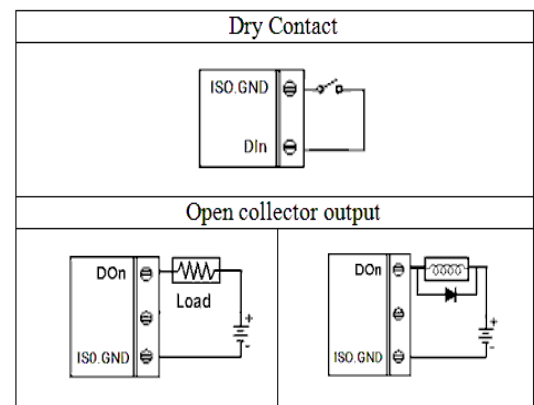 Dry Contact
ISO.GND
DIn
Open collector output
DOn
Load
+
-
ISO.GND
DOn
+
-
ISO.GND